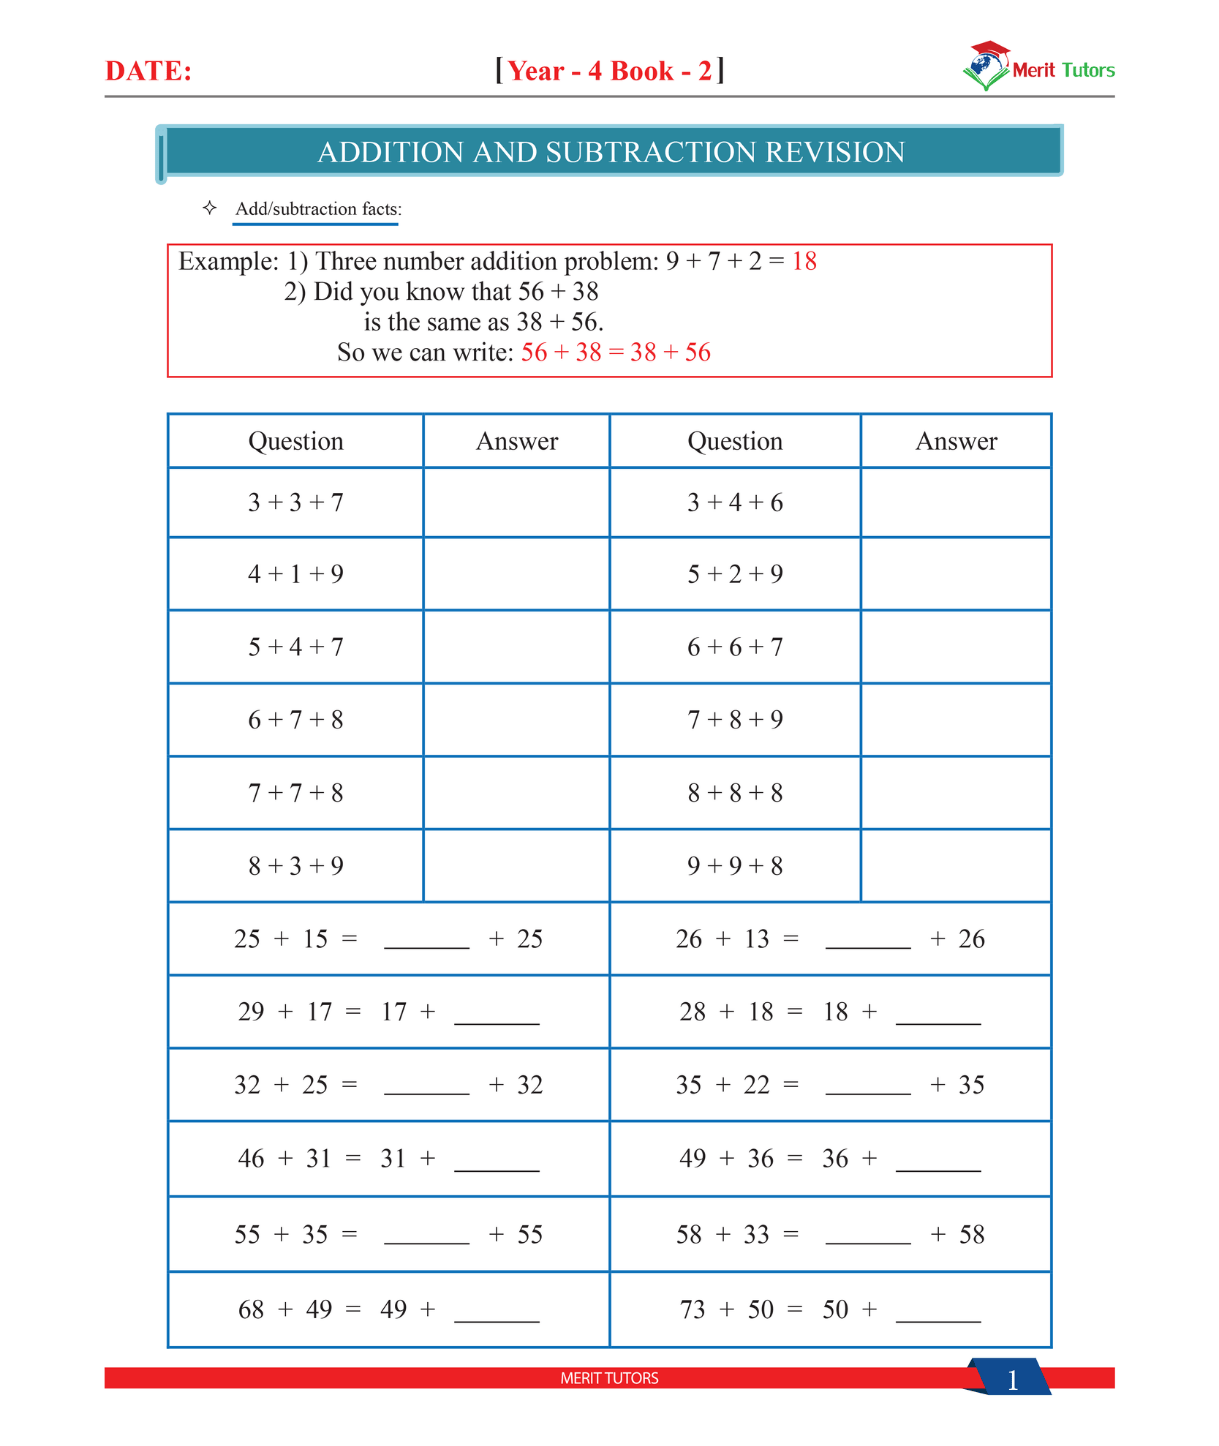 DATE:
[Year - 4 Book - 2]
Merit Tutors
ADDITION AND SUBTRACTION REVISION
✧ Add/subtraction facts:
Example: 1) Three number addition problem: 9 + 7 + 2 = 18
2) Did you know that 56 + 38
is the same as 38 + 56.
So we can write: 56 + 38 = 38 + 56
Question Answer Question Answer
3 + 3 + 7 3 + 4 + 6
4 + 1 + 9 5 + 2 + 9
5 + 4 + 7 6 + 6 + 7
6 + 7 + 8 7 + 8 + 9
7 + 7 + 8 8 + 8 + 8
8 + 3 + 9 9 + 9 + 8
25 + 15 = ______ + 25 26 + 13 = ______ + 26
29 + 17 = 17 + ______ 28 + 18 = 18 + ______
32 + 25 = ______ + 32 35 + 22 = ______ + 35
46 + 31 = 31 + ______ 49 + 36 = 36 + ______
55 + 35 = ______ + 55 58 + 33 = ______ + 58
68 + 49 = 49 + ______ 73 + 50 = 50 + ______
MERIT TUTORS
1